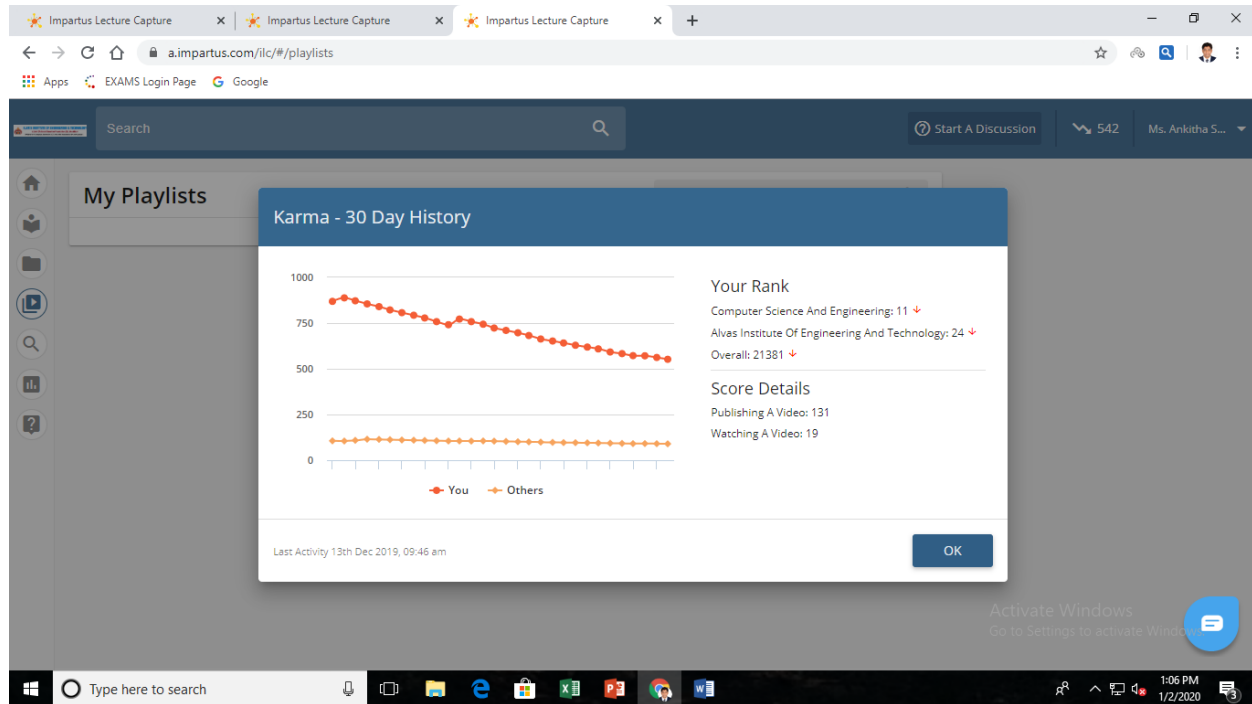 Impartus Lecture Capture
Impartus Lecture Capture
Impartus Lecture Capture
a.impartus.com/ilc/#/playlists
Apps EXAMS Login Page Google
Search
Start A Discussion 542 Ms. Ankitha S...
My Playlists
Karma - 30 Day History
1000
750
500
250
0
You Others
Your Rank
Computer Science And Engineering: 11
Alvas Institute Of Engineering And Technology: 24
Overall: 21381
Score Details
Publishing A Video: 131
Watching A Video: 19
Last Activity 13th Dec 2019, 09:46 am
OK
Activate Windows
Go to Settings to activate Windows.
Type here to search
1:06 PM
1/2/2020
3